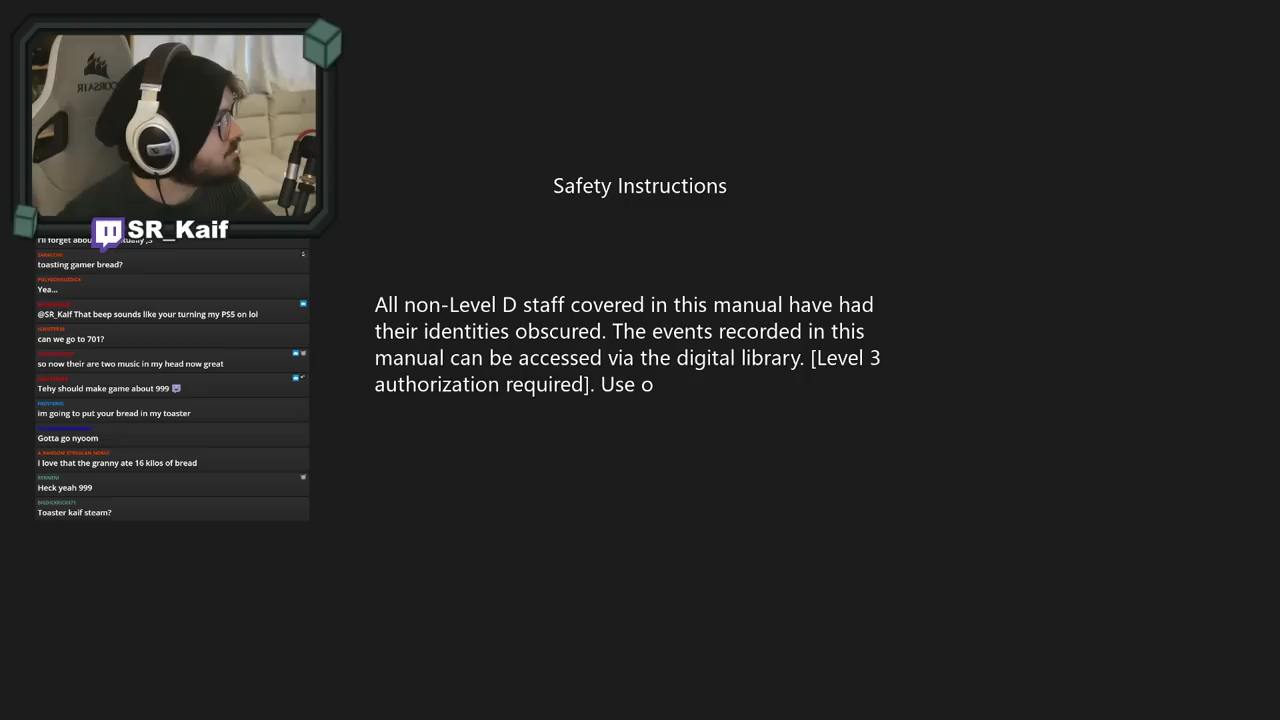 CORSAIR
SR_Kaif
I'll forget abou
toasting gamer bread?
Yea...
@SR_Kaif That beep sounds like your turning my PS5 on lol
can we go to 701?
so now their are two music in my head now great
Tehy should make game about 999
im going to put your bread in my toaster
Gotta go nyoom
A_RANDOM_ETRUSCAN_NOBLE
I love that the granny ate 16 kilos of bread
Heck yeah 999
Toaster kaif steam?
Safety Instructions
All non-Level D staff covered in this manual have had
their identities obscured. The events recorded in this
manual can be accessed via the digital library. [Level 3
authorization required]. Use o